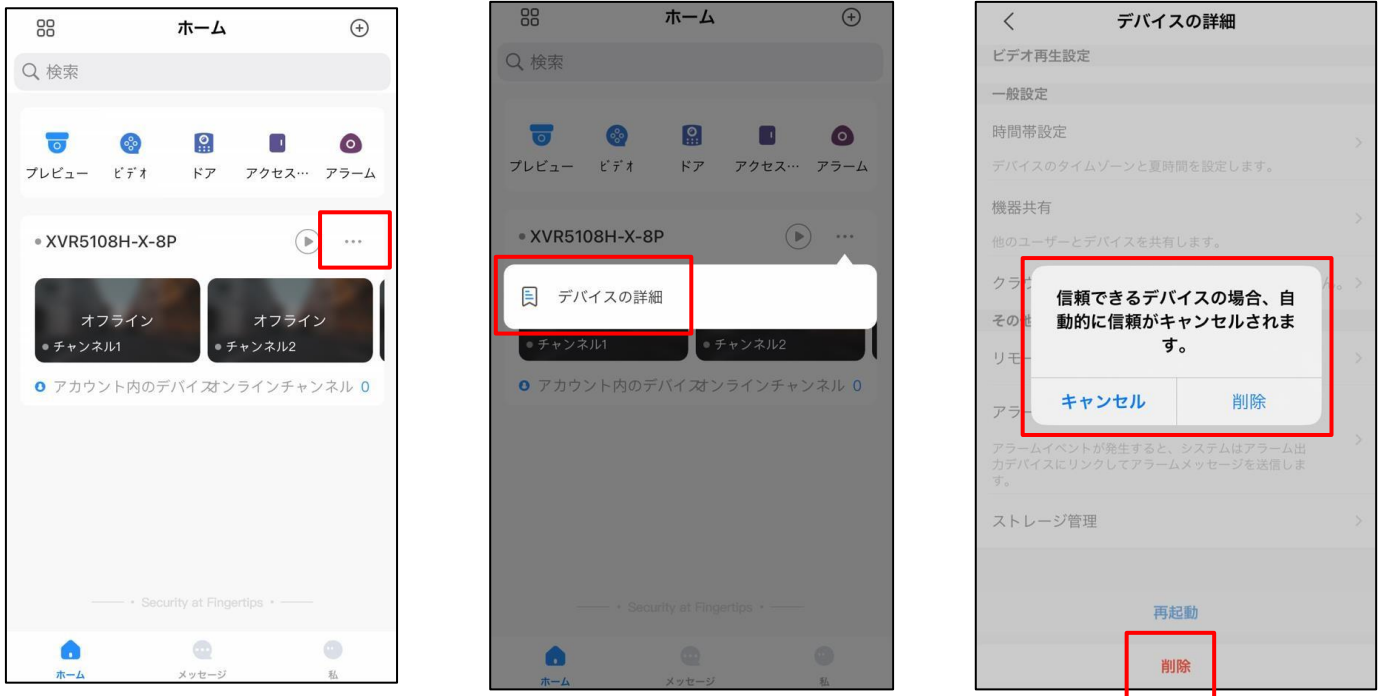 ホーム
検索
プレビュー
ビデオ
ドア
アクセス…
アラーム
XVR5108H-X-8P
オフライン
オフライン
チャンネル1
チャンネル2
アカウント内のデバイス
オンラインチャンネル 0
Security at Fingertips
ホーム
メッセージ
私
ホーム
検索
プレビュー
ビデオ
ドア
アクセス…
アラーム
XVR5108H-X-8P
デバイスの詳細
チャンネル1
チャンネル2
アカウント内のデバイス
オンラインチャンネル 0
Security at Fingertips
ホーム
メッセージ
私
デバイスの詳細
ビデオ再生設定
一般設定
時間帯設定
デバイスのタイムゾーンと夏時間を設定します。
機器共有
他のユーザーとデバイスを共有します。
クラウ
ん。
信頼できるデバイスの場合、自
動的に信頼がキャンセルされま
す。
その他
リモー
キャンセル
削除
アラー
アラームイベントが発生すると、システムはアラーム出
力デバイスにリンクしてアラームメッセージを送信しま
す。
ストレージ管理
再起動
削除